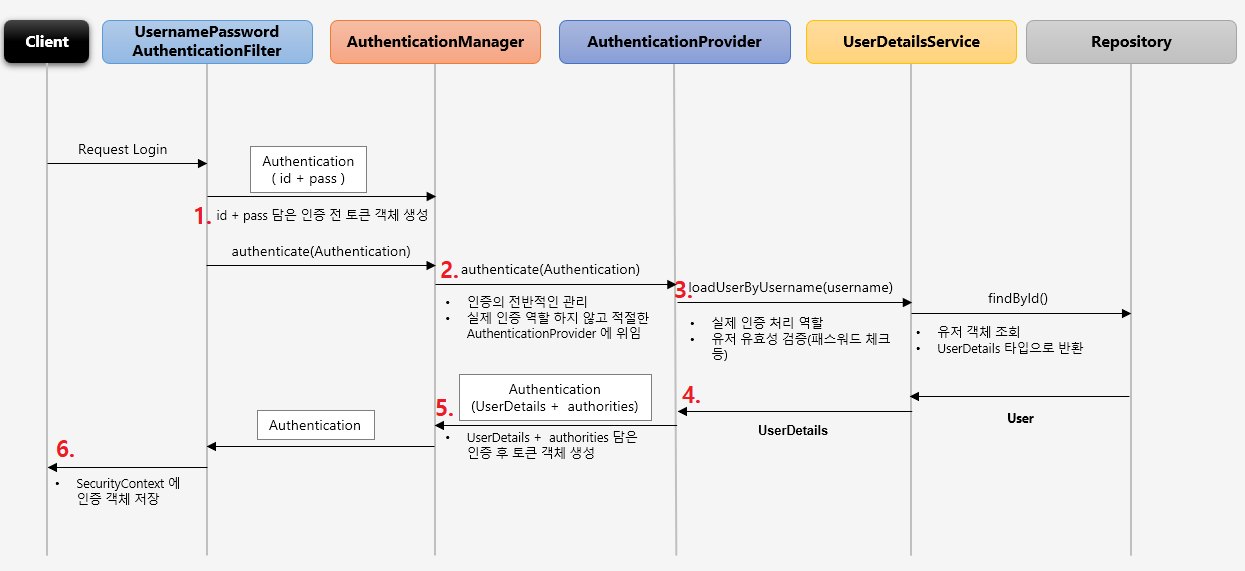 Client
UsernamePassword
AuthenticationFilter
AuthenticationManager
AuthenticationProvider
UserDetailsService
Repository
Request Login
Authentication
( id + pass )
1. id + pass 담은 인증 전 토큰 객체 생성
authenticate(Authentication)
2. authenticate(Authentication)
• 인증의 전반적인 관리
• 실제 인증 역할 하지 않고 적절한
AuthenticationProvider 에 위임
3. loadUserByUsername(username)
• 실제 인증 처리 역할
• 유저 유효성 검증(패스워드 체크
등)
findById()
• 유저 객체 조회
• UserDetails 타입으로 반환
User
4.
UserDetails
Authentication
(UserDetails + authorities)
5.
• UserDetails + authorities 담은
인증 후 토큰 객체 생성
Authentication
6.
• SecurityContext 에
인증 객체 저장